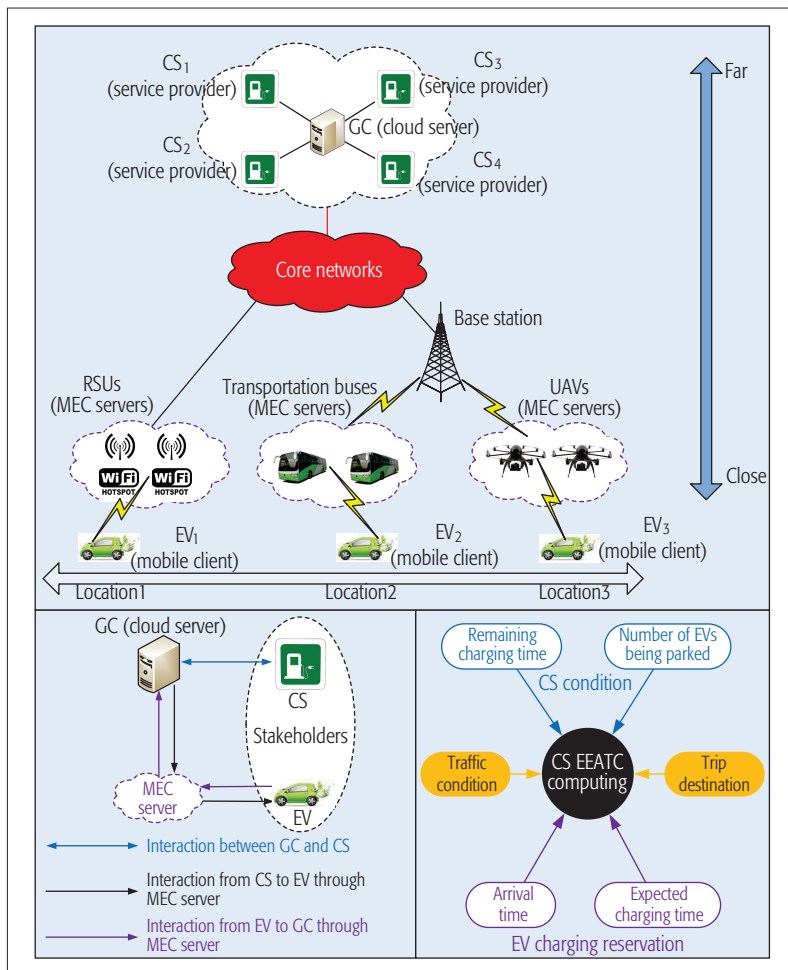 CS1
(service provider)
CS3
(service provider)
GC (cloud server)
CS2
(service provider)
CS4
(service provider)
Far
Core networks
Base station
RSUs
(MEC servers)
Transportation buses
(MEC servers)
UAVs
(MEC servers)
Wi Fi
HOTSPOT
Wi Fi
HOTSPOT
Close
EV1
(mobile client)
EV2
(mobile client)
EV3
(mobile client)
Location1
Location2
Location3
GC (cloud server)
CS
Stakeholders
MEC
server
EV
Interaction between GC and CS
Interaction from CS to EV through
MEC server
Interaction from EV to GC through
MEC server
Remaining
charging time
Number of EVs
being parked
CS condition
Traffic
condition
CS EEATC
computing
Trip
destination
Arrival
time
Expected
charging time
EV charging reservation